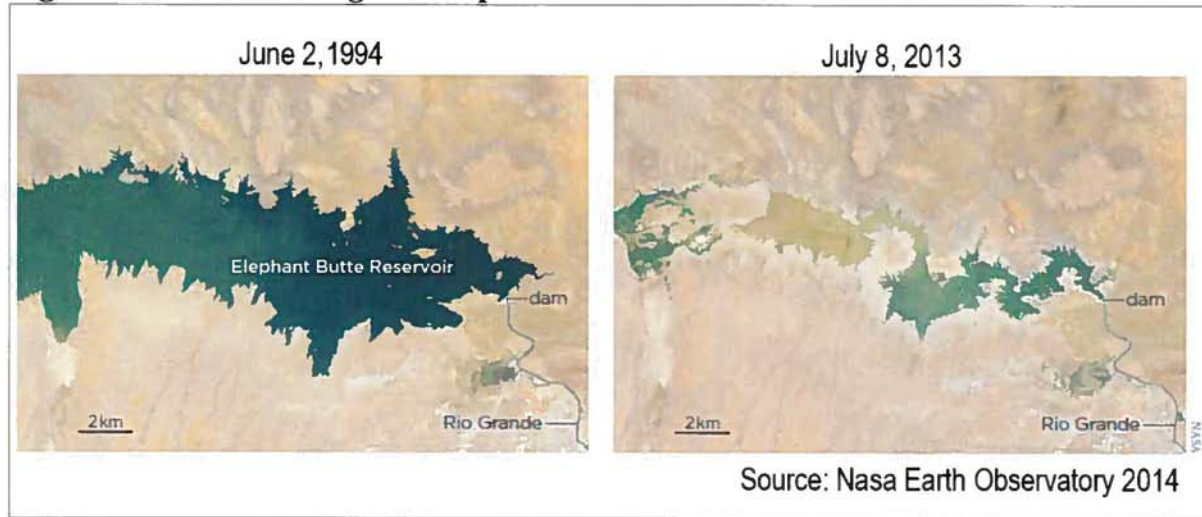 June 2, 1994
July 8, 2013
Elephant Butte Reservoir
dam
2km
Rio Grande
dam
2km
Rio Grande
NASA
Source: Nasa Earth Observatory 2014